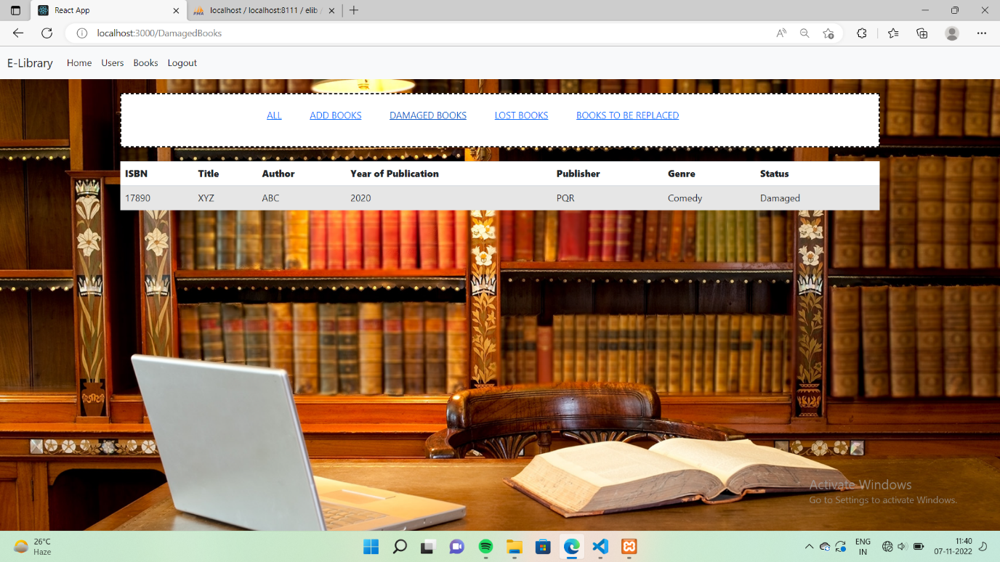 React App
PMA localhost / localhost:8111 / elib /
localhost:3000/DamagedBooks
E-Library Home Users Books Logout
ALL ADD BOOKS DAMAGED BOOKS LOST BOOKS BOOKS TO BE REPLACED
ISBN Title Author Year of Publication Publisher Genre Status
17890 XYZ ABC 2020 PQR Comedy Damaged
Activate Windows
Go to Settings to activate Windows.
26°C
Haze
ENG
IN
11:40
07-11-2022